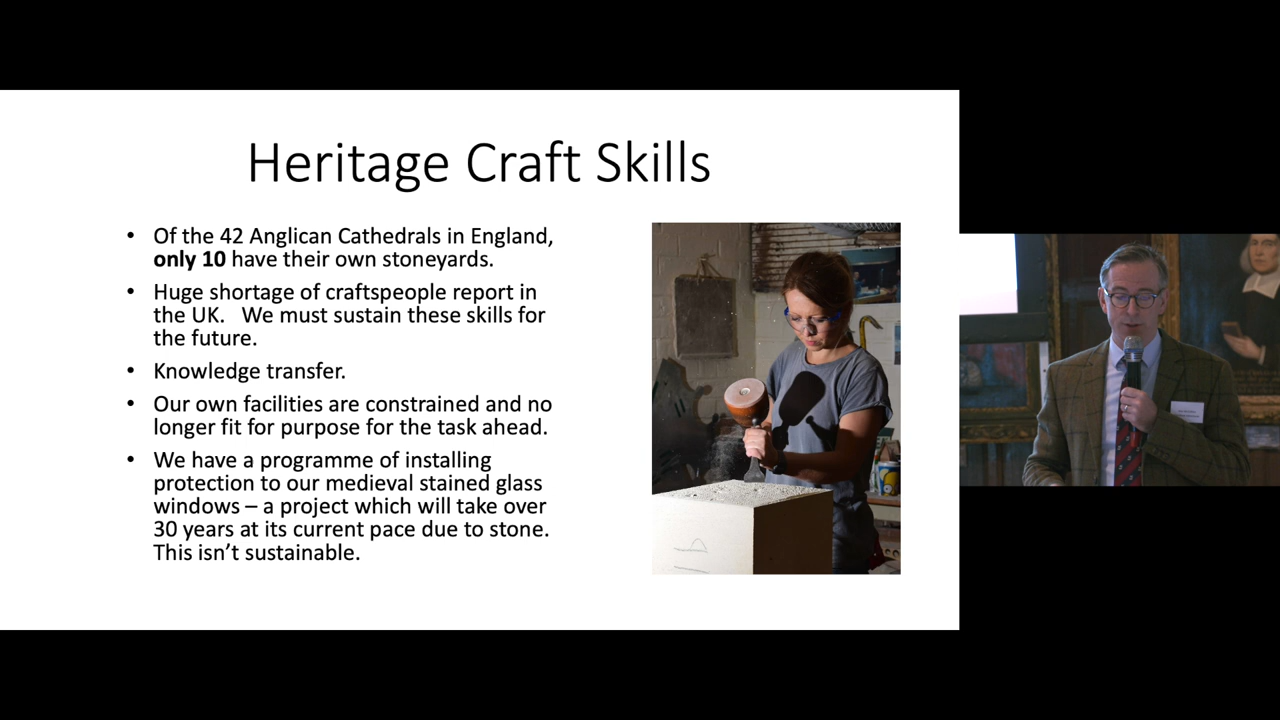 Heritage Craft Skills
• Of the 42 Anglican Cathedrals in England,
only 10 have their own stoneyards.
• Huge shortage of craftspeople report in
the UK. We must sustain these skills for
the future.
• Knowledge transfer.
• Our own facilities are constrained and no
longer fit for purpose for the task ahead.
• We have a programme of installing
protection to our medieval stained glass
windows – a project which will take over
30 years at its current pace due to stone.
This isn’t sustainable.